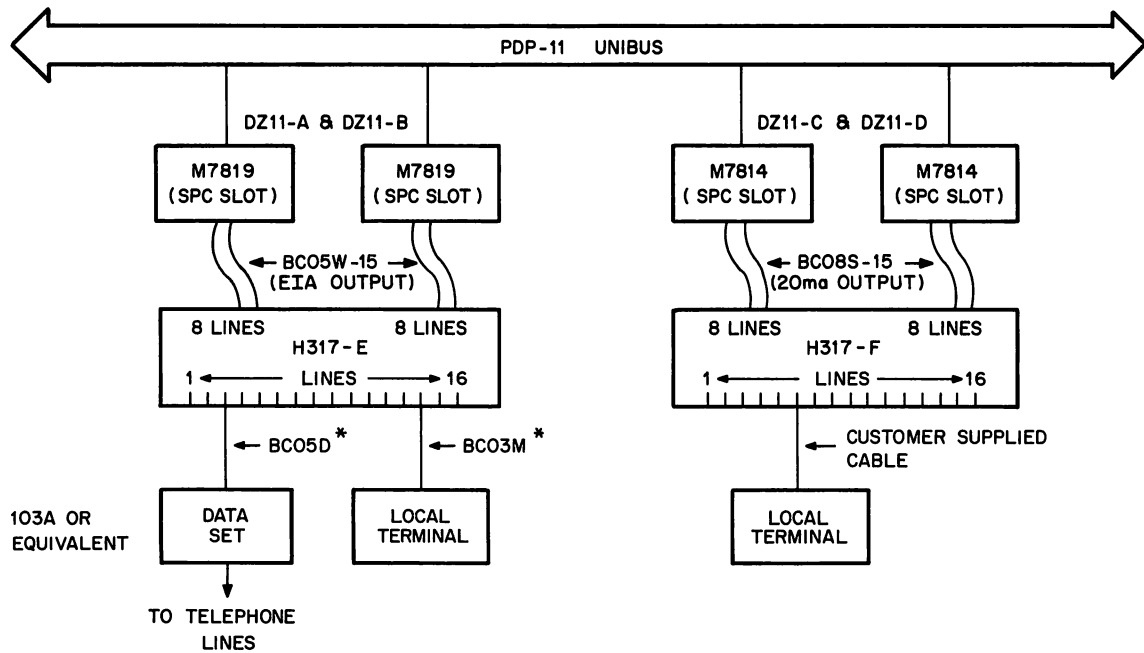 PDP-11 UNIBUS
DZ11-A & DZ11-B
DZ11-C & DZ11-D
M7819
(SPC SLOT)
M7819
(SPC SLOT)
M7814
(SPC SLOT)
M7814
(SPC SLOT)
BC05W-15
(EIA OUTPUT)
BC08S-15
(20ma OUTPUT)
8 LINES
8 LINES
H317-E
1 LINES 16
8 LINES
8 LINES
H317-F
1 LINES 16
BC05D*
BC03M*
CUSTOMER SUPPLIED
CABLE
103A OR
EQUIVALENT
DATA
SET
LOCAL
TERMINAL
LOCAL
TERMINAL
TO TELEPHONE
LINES